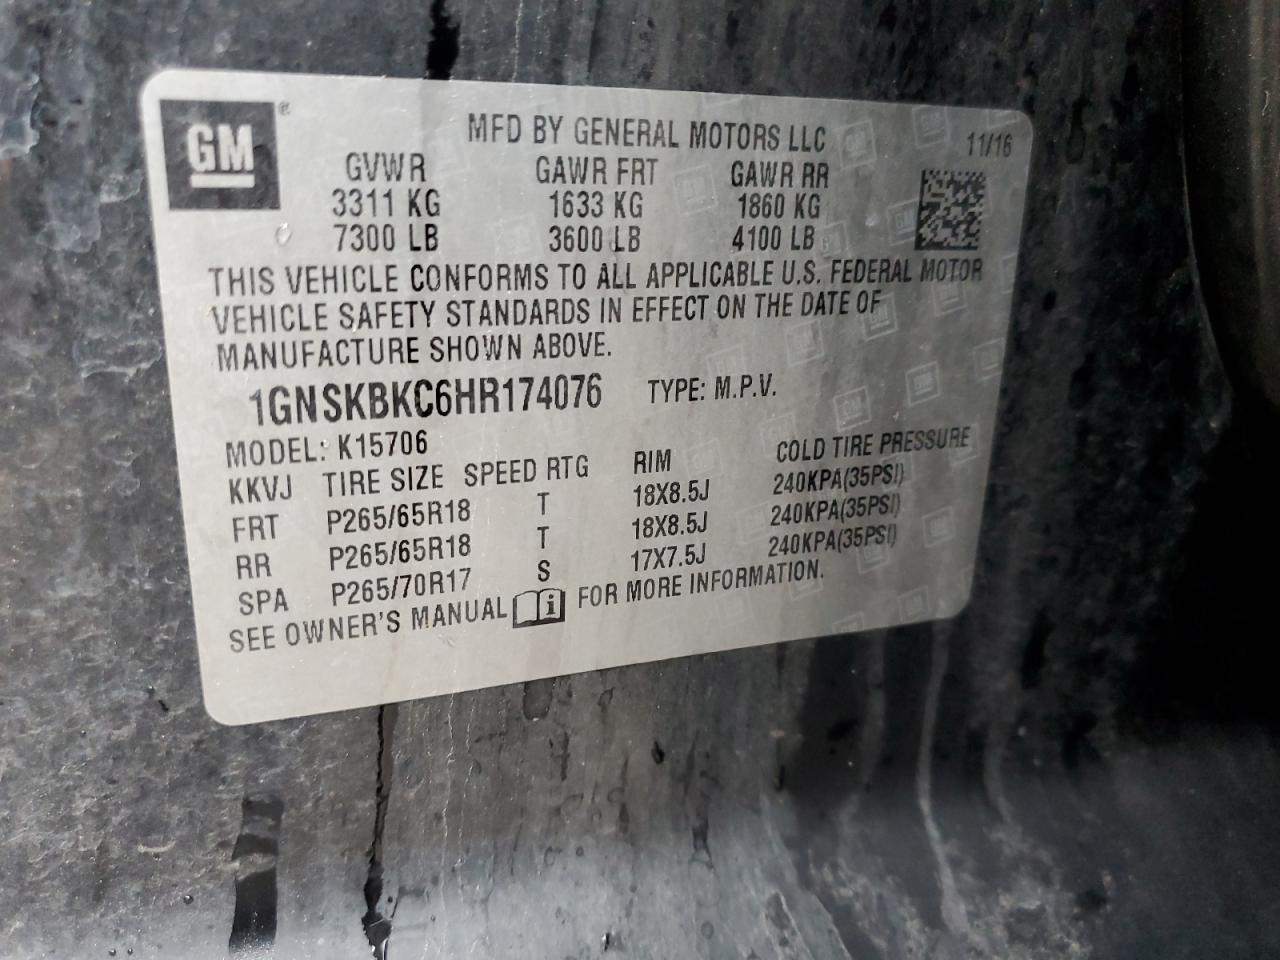 GM®
MFD BY GENERAL MOTORS LLC 11/16
GVWR GAWR FRT GAWR RR
3311 KG 1633 KG 1860 KG
7300 LB 3600 LB 4100 LB
THIS VEHICLE CONFORMS TO ALL APPLICABLE U.S. FEDERAL MOTOR
VEHICLE SAFETY STANDARDS IN EFFECT ON THE DATE OF
MANUFACTURE SHOWN ABOVE.
1GNSKBKC6HR174076 TYPE: M.P.V.
MODEL: K15706
KKVJ TIRE SIZE SPEED RTG RIM COLD TIRE PRESSURE
FRT P265/65R18 T 18X8.5J 240KPA(35PSI)
RR P265/65R18 T 18X8.5J 240KPA(35PSI)
SPA P265/70R17 S 17X7.5J 240KPA(35PSI)
SEE OWNER'S MANUAL i FOR MORE INFORMATION.